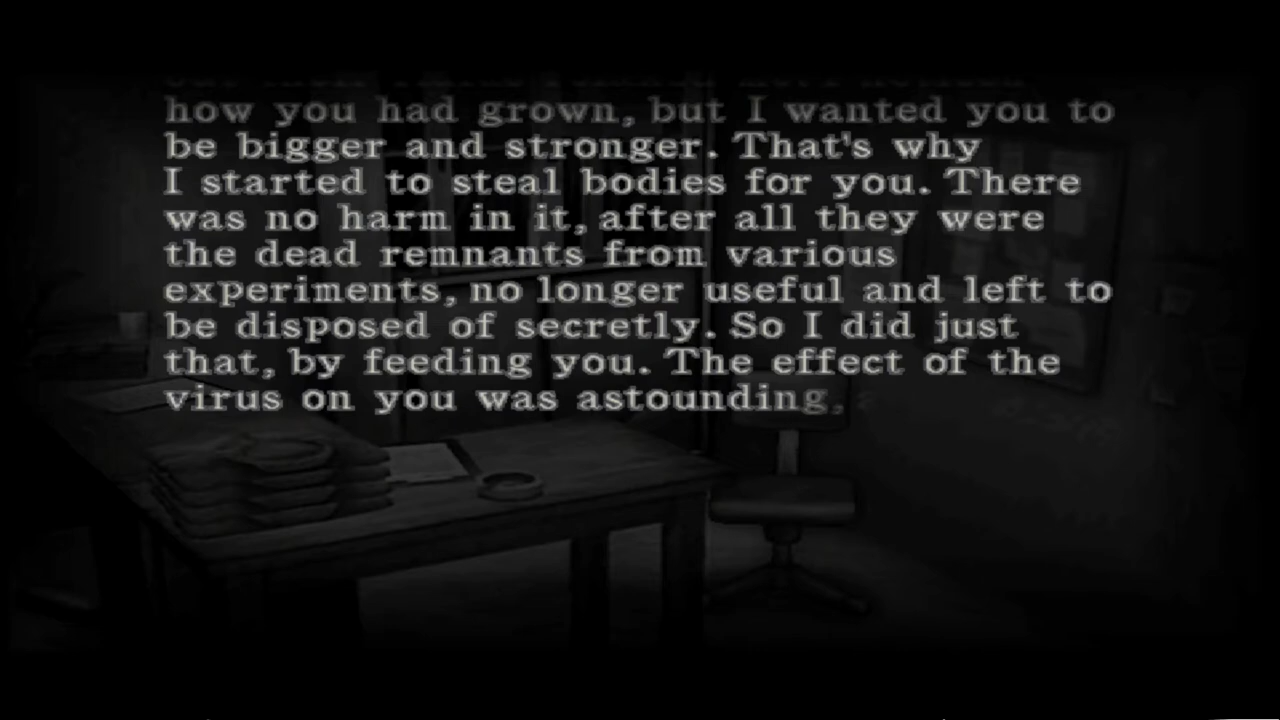 how you had grown, but I wanted you to
be bigger and stronger. That's why
I started to steal bodies for you. There
was no harm in it, after all they were
the dead remnants from various
experiments, no longer useful and left to
be disposed of secretly. So I did just
that, by feeding you. The effect of the
virus on you was astounding,